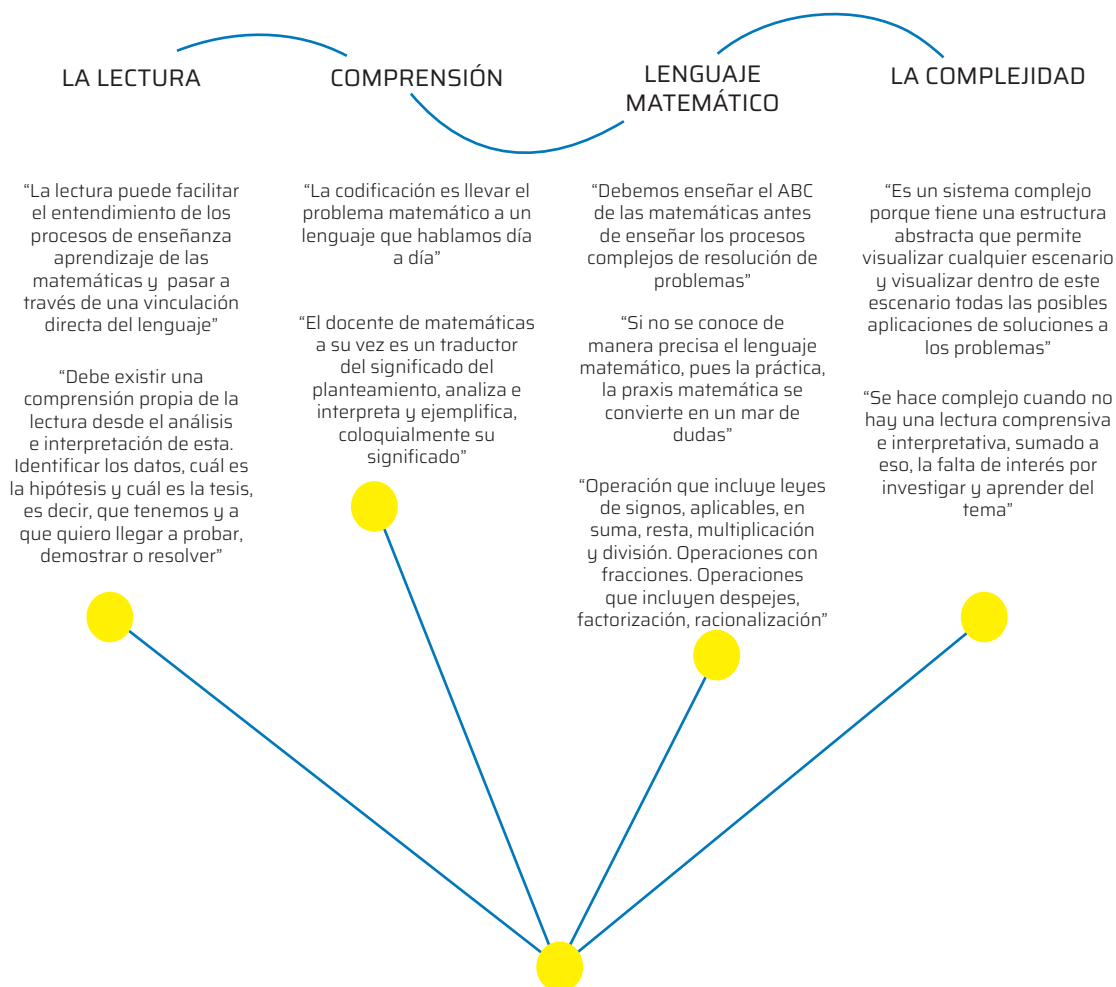 LA LECTURA
“La lectura puede facilitar
el entendimiento de los
procesos de enseñanza
aprendizaje de las
matemáticas y pasar a
través de una vinculación
directa del lenguaje”
“Debe existir una
comprensión propia de la
lectura desde el análisis
e interpretación de esta.
Identificar los datos, cuál es
la hipótesis y cuál es la tesis,
es decir, que tenemos y a
que quiero llegar a probar,
demostrar o resolver”
COMPRENSIÓN
“La codificación es llevar el
problema matemático a un
lenguaje que hablamos día
a día”
“El docente de matemáticas
a su vez es un traductor
del significado del
planteamiento, analiza e
interpreta y ejemplifica,
coloquialmente su
significado”
LENGUAJE
MATEMÁTICO
“Debemos enseñar el ABC
de las matemáticas antes
de enseñar los procesos
complejos de resolución de
problemas”
“Si no se conoce de
manera precisa el lenguaje
matemático, pues la práctica,
la praxis matemática se
convierte en un mar de
dudas”
“Operación que incluye leyes
de signos, aplicables, en
suma, resta, multiplicación
y división. Operaciones con
fracciones. Operaciones
que incluyen despejes,
factorización, racionalización”
LA COMPLEJIDAD
“Es un sistema complejo
porque tiene una estructura
abstracta que permite
visualizar cualquier escenario
y visualizar dentro de este
escenario todas las posibles
aplicaciones de soluciones a
los problemas”
“Se hace complejo cuando no
hay una lectura comprensiva
e interpretativa, sumado a
eso, la falta de interés por
investigar y aprender del
tema”